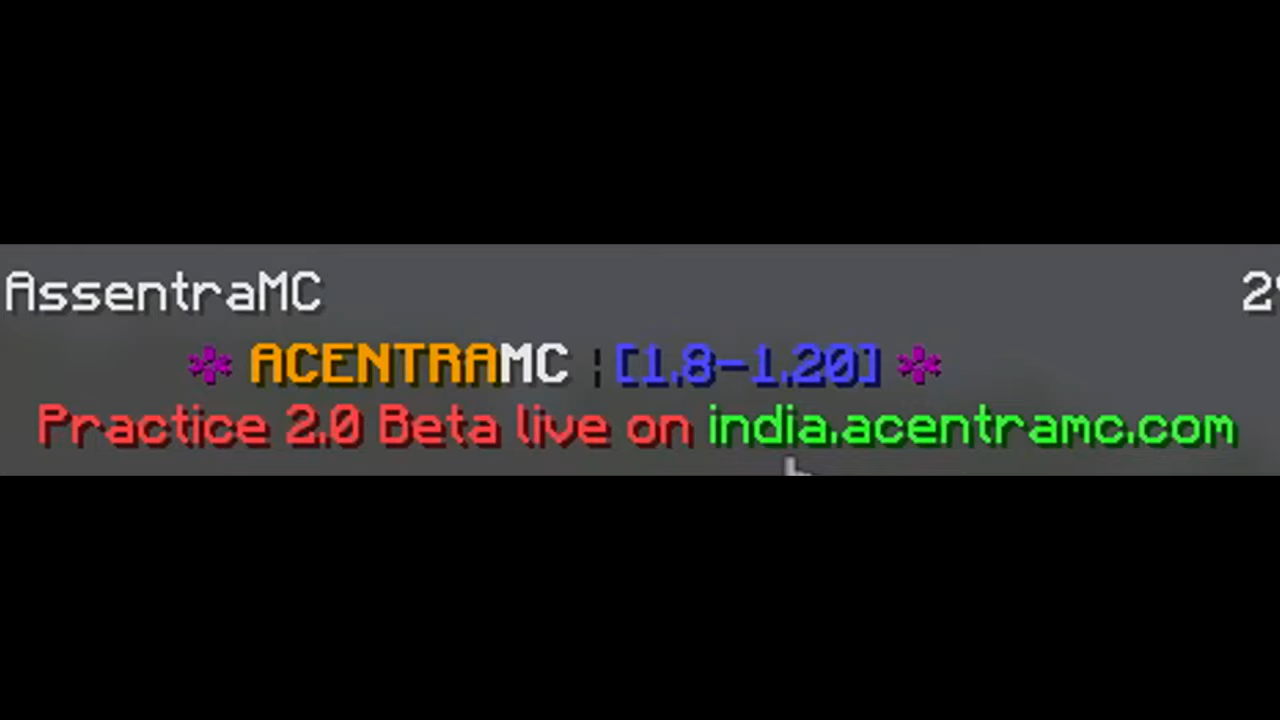 AssentraMC
* ACENTRAMC ¦[1.8-1.20] *
Practice 2.0 Beta live on india.acentramc.com